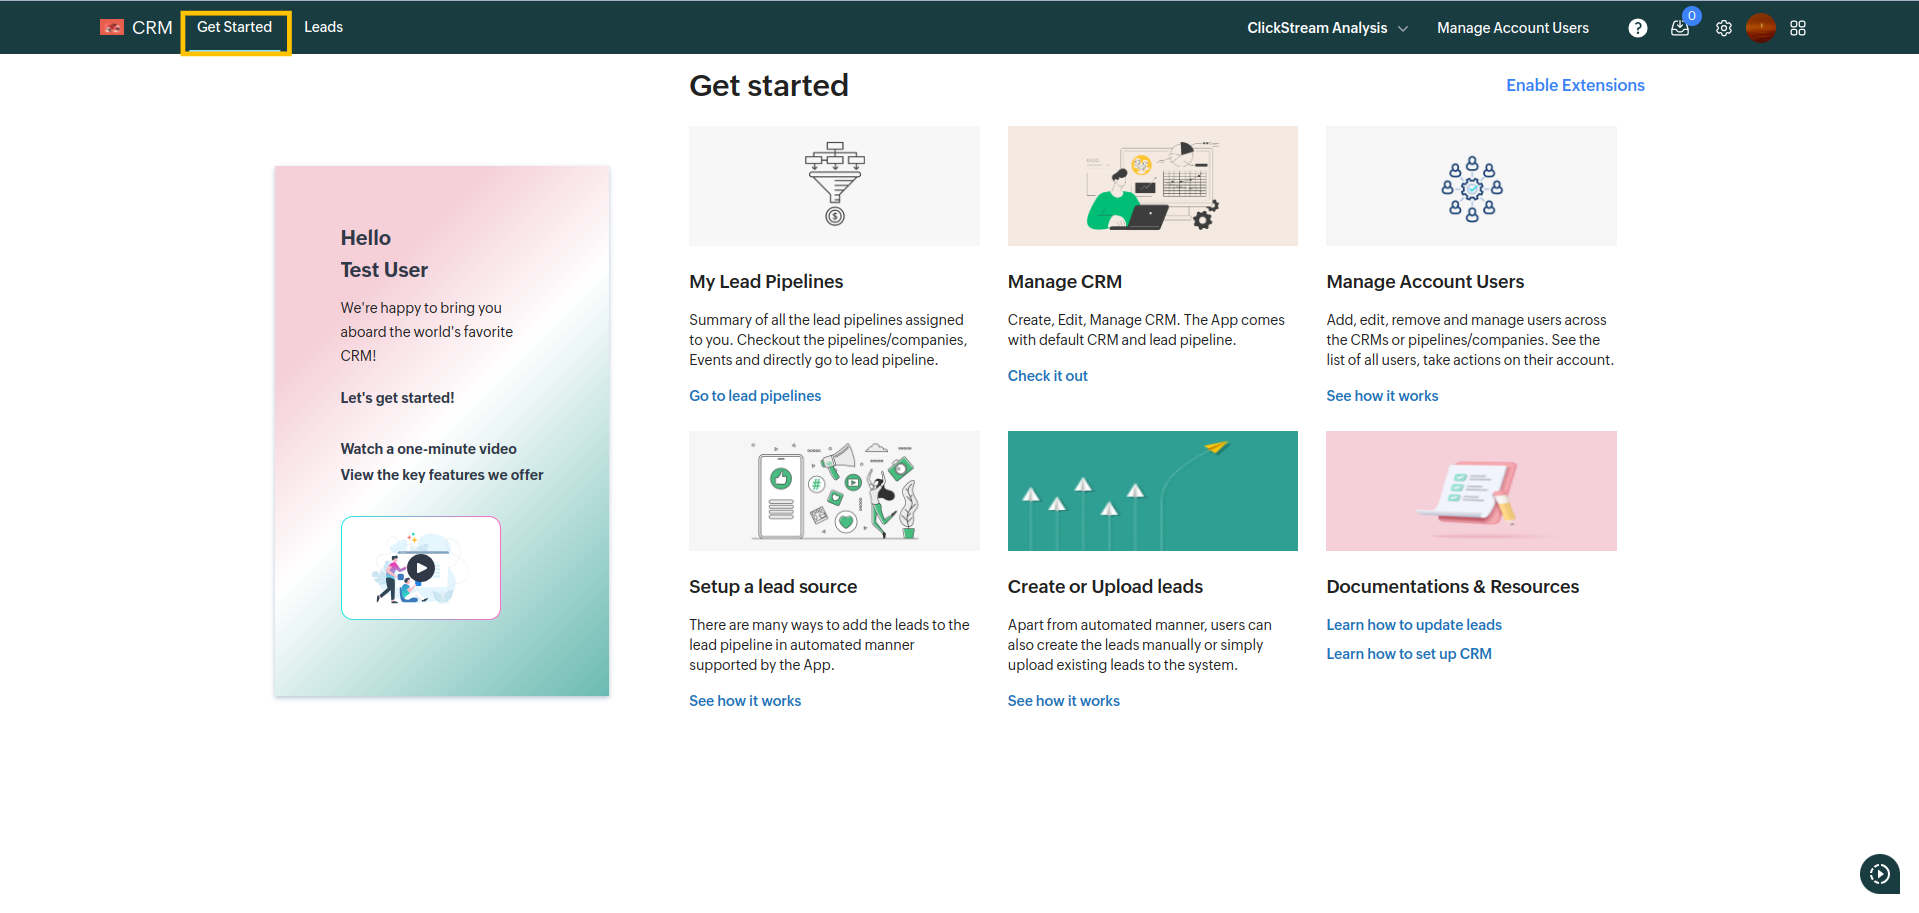 CRM
Get Started
Leads
ClickStream Analysis
Manage Account Users
?
0
Get started
Enable Extensions
Hello
Test User
We're happy to bring you
aboard the world's favorite
CRM!
Let's get started!
Watch a one-minute video
View the key features we offer
$
My Lead Pipelines
Summary of all the lead pipelines assigned
to you. Checkout the pipelines/companies,
Events and directly go to lead pipeline.
Go to lead pipelines
Manage CRM
Create, Edit, Manage CRM. The App comes
with default CRM and lead pipeline.
Check it out
Manage Account Users
Add, edit, remove and manage users across
the CRMs or pipelines/companies. See the
list of all users, take actions on their account.
See how it works
#
Setup a lead source
There are many ways to add the leads to the
lead pipeline in automated manner
supported by the App.
See how it works
Create or Upload leads
Apart from automated manner, users can
also create the leads manually or simply
upload existing leads to the system.
See how it works
Documentations & Resources
Learn how to update leads
Learn how to set up CRM